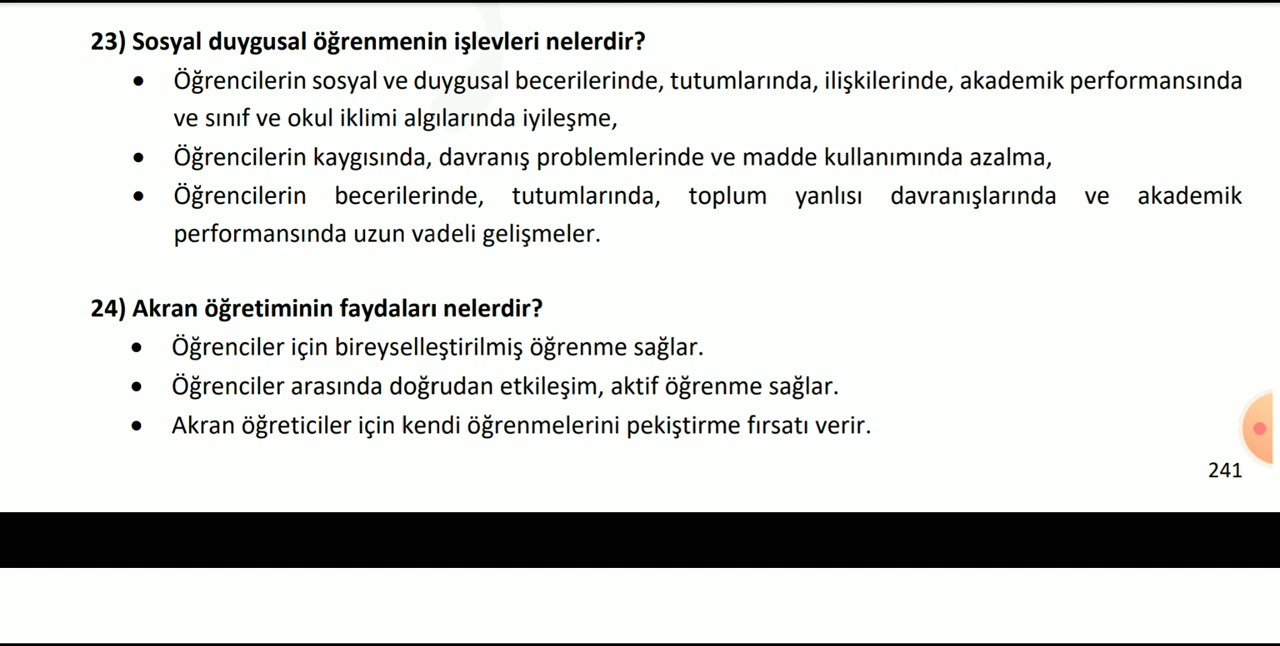 23) Sosyal duygusal öğrenmenin işlevleri nelerdir?
• Öğrencilerin sosyal ve duygusal becerilerinde, tutumlarında, ilişkilerinde, akademik performansında
ve sınıf ve okul iklimi algılarında iyileşme,
• Öğrencilerin kaygısında, davranış problemlerinde ve madde kullanımında azalma,
• Öğrencilerin becerilerinde, tutumlarında, toplum yanlısı davranışlarında ve akademik
performansında uzun vadeli gelişmeler.
24) Akran öğretiminin faydaları nelerdir?
• Öğrenciler için bireyselleştirilmiş öğrenme sağlar.
• Öğrenciler arasında doğrudan etkileşim, aktif öğrenme sağlar.
• Akran öğreticiler için kendi öğrenmelerini pekiştirme fırsatı verir.
241